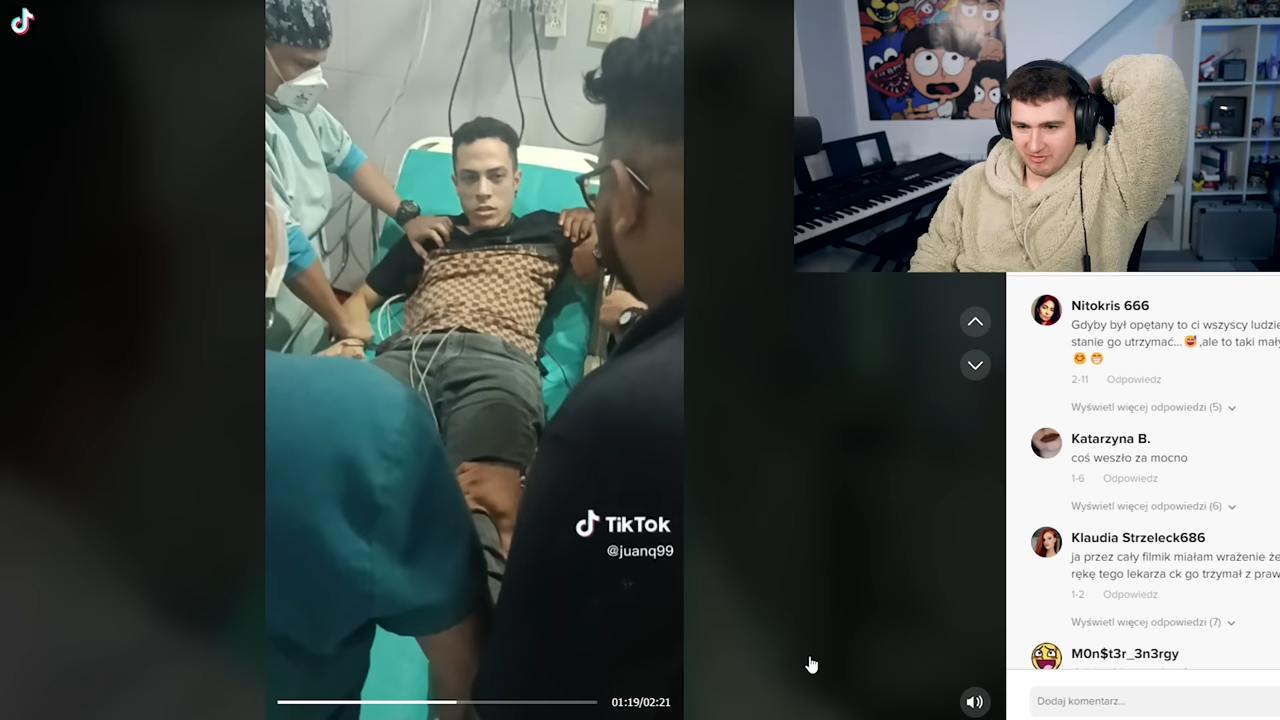 TikTok
@juanq99
01:19/02:21
Nitokris 666
Gdyby był opętany to ci wszyscy ludzie
stanie go utrzymać... 😅 ,ale to taki mały
😊 😁
2-11 Odpowiedz
Wyświetl więcej odpowiedzi (5)
Katarzyna B.
coś weszło za mocno
1-6 Odpowiedz
Wyświetl więcej odpowiedzi (6)
Klaudia Strzeleck686
ja przez cały filmik miałam wrażenie że
rękę tego lekarza ck go trzymał z praw
1-2 Odpowiedz
Wyświetl więcej odpowiedzi (7)
M0n$t3r_3n3rgy
Dodaj komentarz...